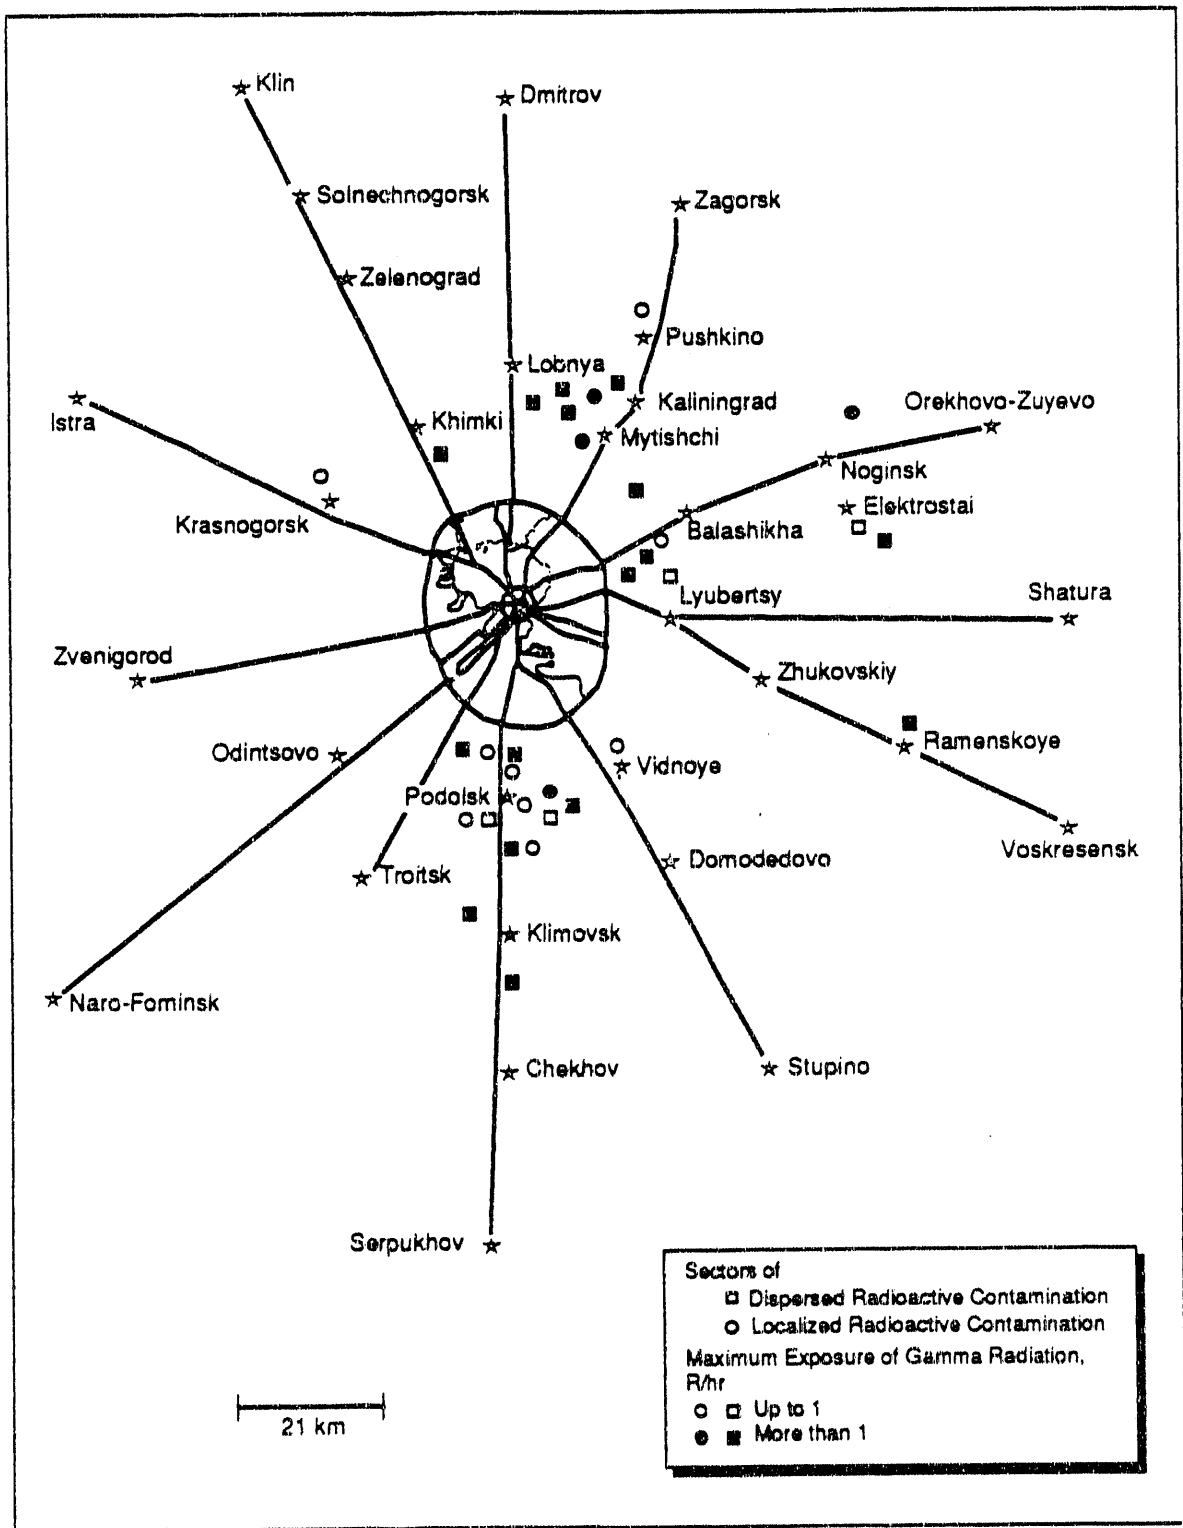 Klin
Dmitrov
Solnechnogorsk
Zagorsk
Zelenograd
Pushkino
Lobnya
Istra
Kaliningrad
Orekhovo-Zuyevo
Khimki
Mytishchi
Noginsk
Krasnogorsk
Elektrostai
Balashikha
Lyubertsy
Shatura
Zvenigorod
Zhukovskiy
Odintsovo
Vidnoye
Ramenskoye
Podolsk
Voskresensk
Troitsk
Domodedovo
Klimovsk
Naro-Fominsk
Chekhov
Stupino
Serpukhov
Sectors of
Dispersed Radioactive Contamination
Localized Radioactive Contamination
Maximum Exposure of Gamma Radiation,
R/hr
Up to 1
More than 1
21 km